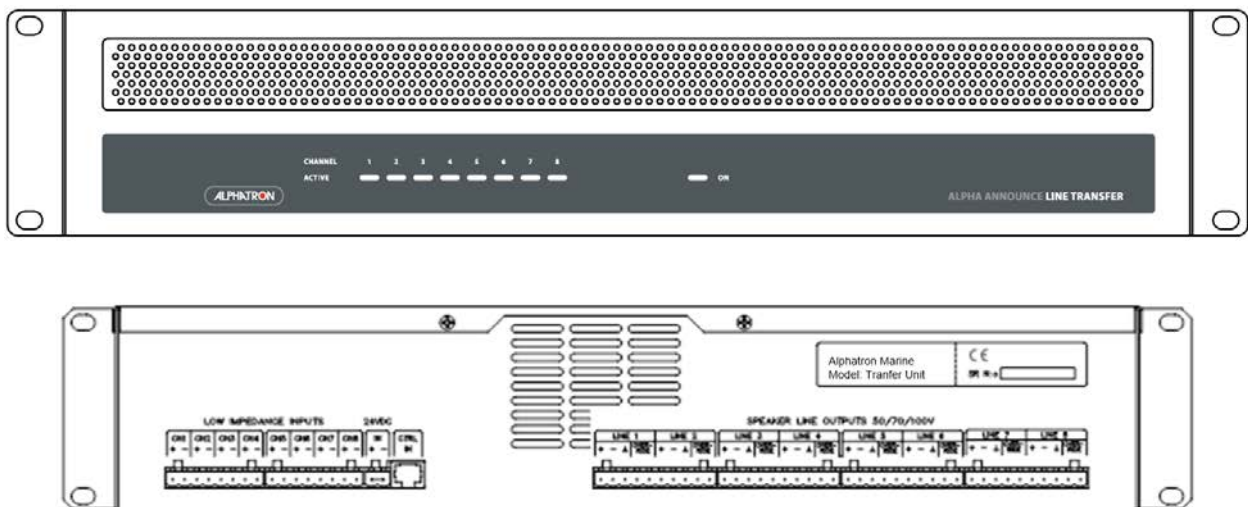 CHANNEL 1 2 3 4 5 6 7 8
ACTIVE ON
ALPHATRON
ALPHA ANNOUNCE LINE TRANSFER
Alphatron Marine
Model: Tranfer Unit
CE
LOW IMPEDANCE INPUTS 24VDC
CH1 CH2 CH3 CH4 CH5 CH6 CH7 CH8 IN CTRL IN
+ - + - + - + - + - + - + - + - + -
SPEAKER LINE OUTPUTS 50/70/100V
LINE 1 LINE 2 LINE 3 LINE 4 LINE 5 LINE 6 LINE 7 LINE 8